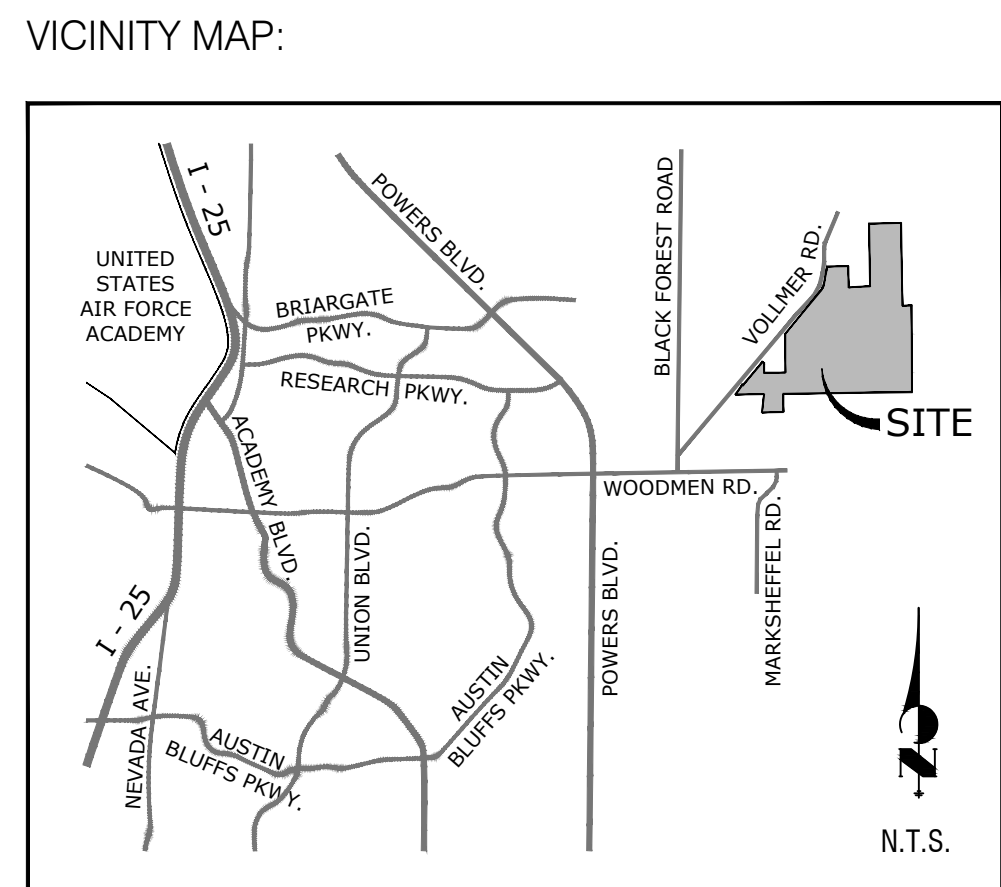 VICINITY MAP:
I - 25
POWERS BLVD.
BLACK FOREST ROAD
VOLLMER RD.
UNITED
STATES
AIR FORCE
ACADEMY
BRIARGATE
PKWY.
RESEARCH PKWY.
SITE
ACADEMY BLVD.
WOODMEN RD.
UNION BLVD.
POWERS BLVD.
MARKSHEFFEL RD.
I - 25
NEVADA AVE.
AUSTIN
BLUFFS PKWY.
AUSTIN
BLUFFS PKWY.
N
N.T.S.